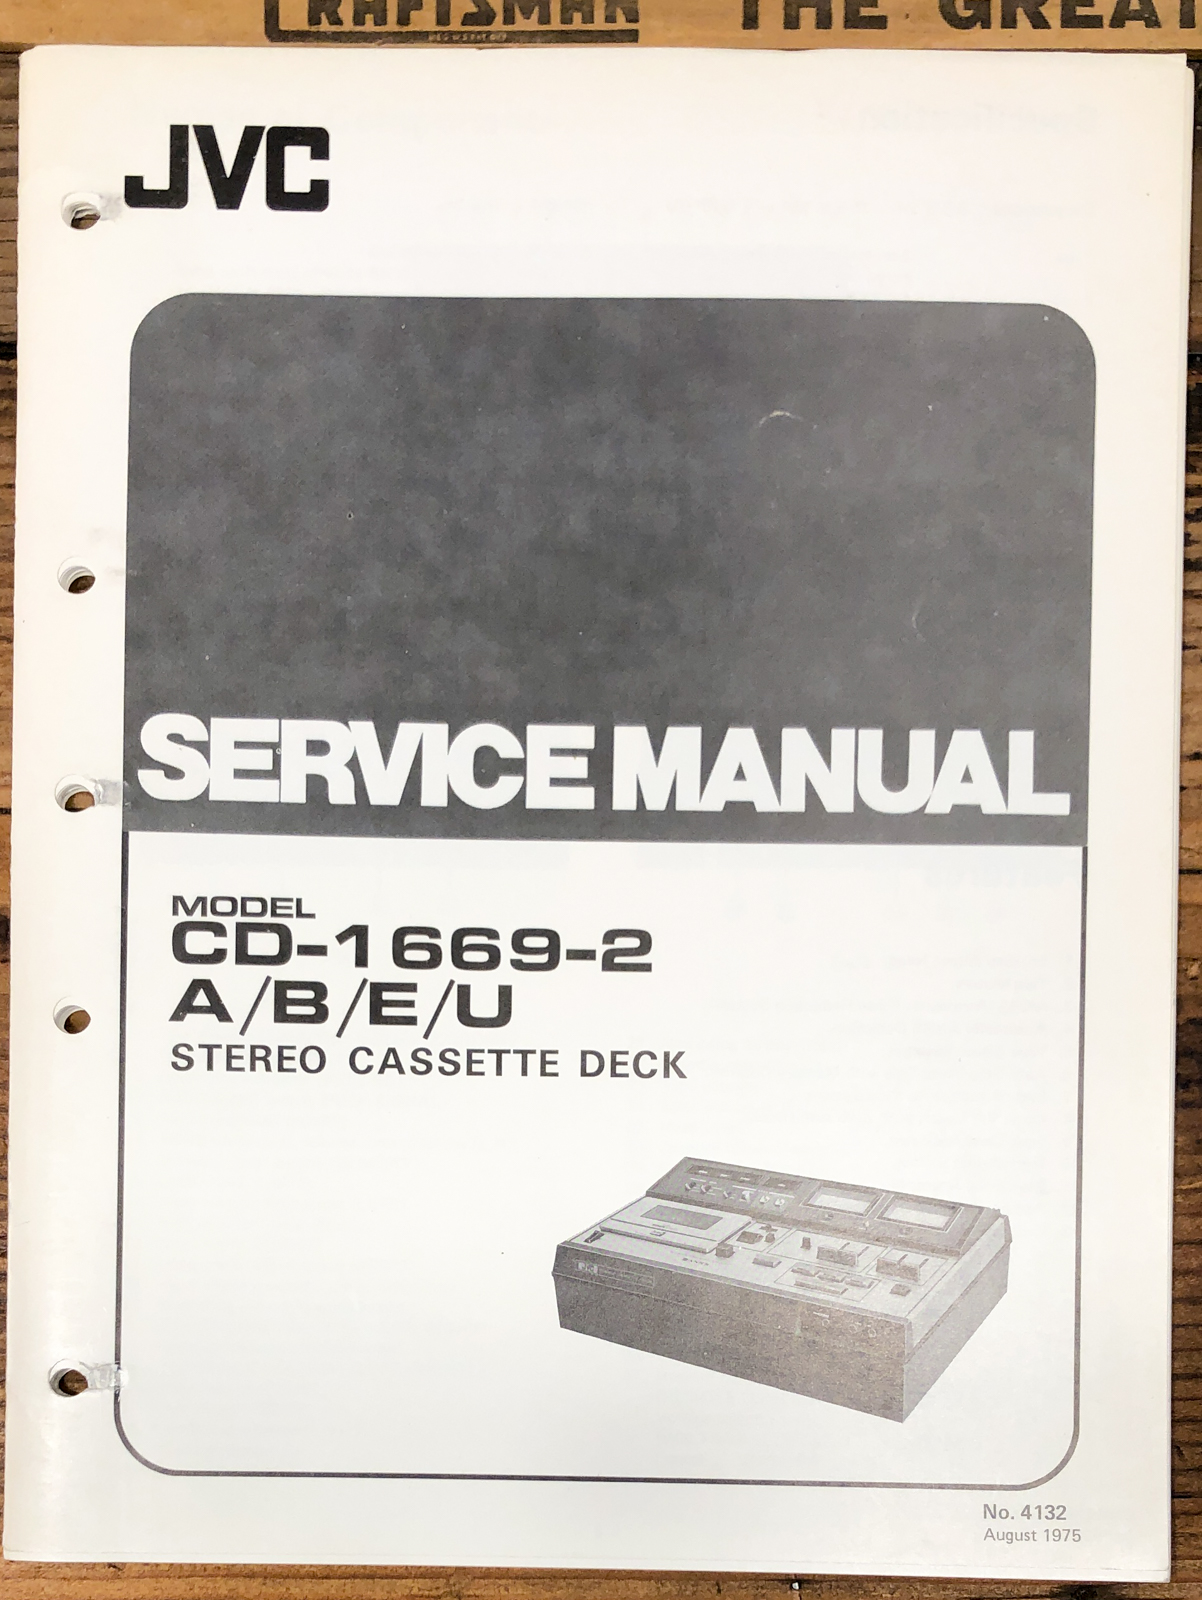 CRAFTSMAN THE GREAT
JVC
SERVICE MANUAL
MODEL
CD-1669-2
A/B/E/U
STEREO CASSETTE DECK
No. 4132
August 1975